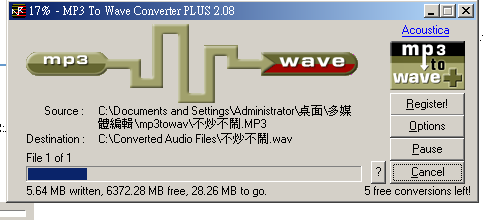 17% - MP3 To Wave Converter PLUS 2.08
Acoustica
mp3
wave
mp3
to
wave
Source :
C:\Documents and Settings\Administrator\桌面\多媒
體編輯\mp3towav\不炒不鬧.MP3
Destination :
C:\Converted Audio Files\不炒不鬧.wav
File 1 of 1
5.64 MB written, 6372.28 MB free, 28.26 MB to go.
?
Register!
Options
Pause
Cancel
5 free conversions left!